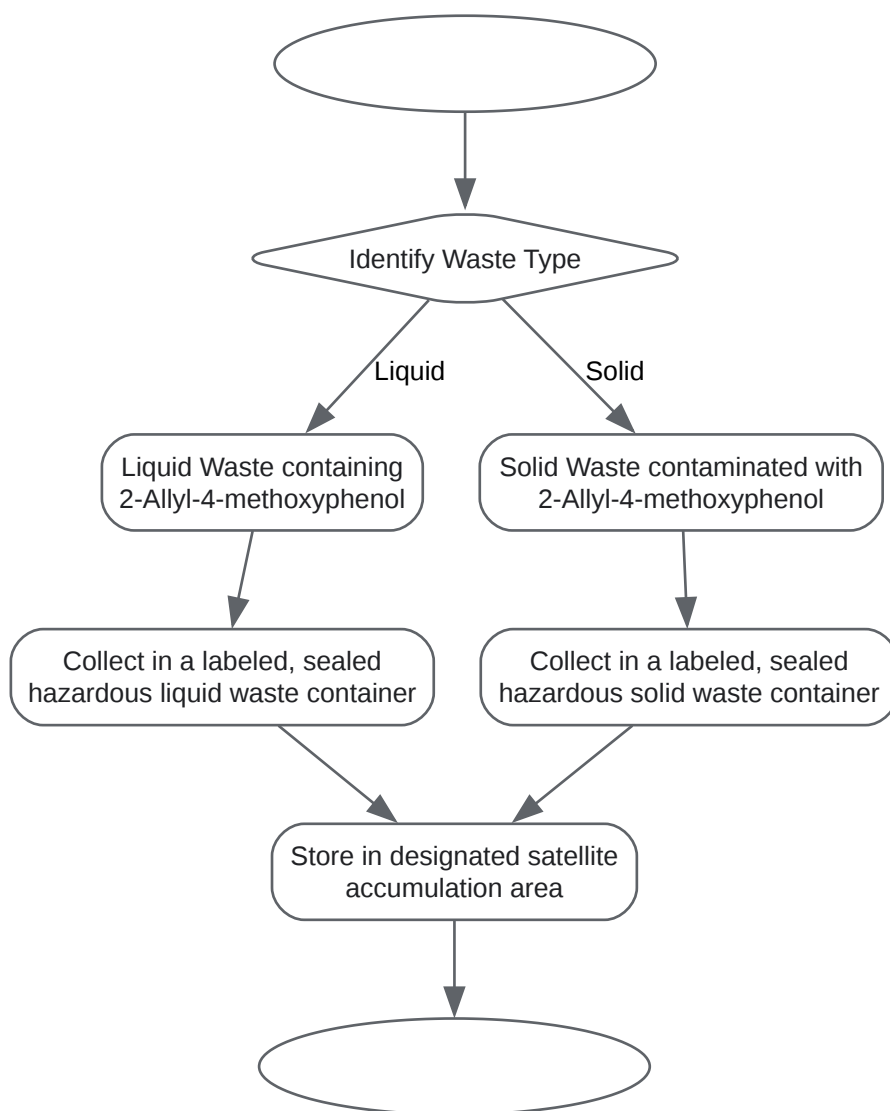 Identify Waste Type
Liquid
Solid
Liquid Waste containing
2-Allyl-4-methoxyphenol
Solid Waste contaminated with
2-Allyl-4-methoxyphenol
Collect in a labeled, sealed
hazardous liquid waste container
Collect in a labeled, sealed
hazardous solid waste container
Store in designated satellite
accumulation area